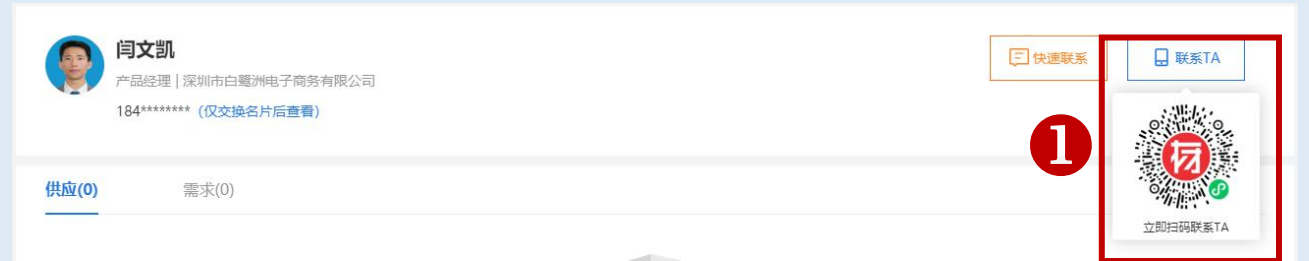 闫文凯
产品经理 | 深圳市白鹭洲电子商务有限公司
184******** (仅交换名片后查看)
快速联系
联系TA
1
立即扫码联系TA
供应(0) 需求(0)